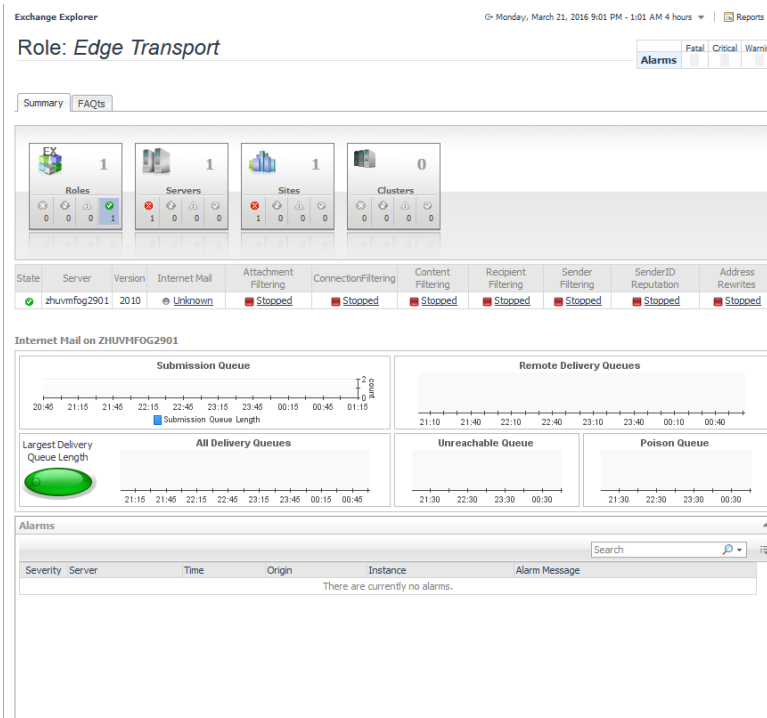 Exchange Explorer
Monday, March 21, 2016 9:01 PM - 1:01 AM 4 hours
Reports
Role: Edge Transport
Fatal Critical
Alarms
Summary FAQts
EX
1 1 1 0
Roles Servers Sites Clusters
0 0 0 1 1 0 0 0 1 0 0 0 0 0 0 0
State Server Version Internet Mail Attachment Filtering ConnectionFiltering Content Filtering Recipient Filtering Sender Filtering SenderID Reputation Address Rewrites
zhuvmfog2901 2010 Unknown Stopped Stopped Stopped Stopped Stopped Stopped Stopped
Internet Mail on ZHUVMFOG2901
Submission Queue
2
count
0
20:45 21:15 21:45 22:15 22:45 23:15 23:45 00:15 00:45 01:15
Submission Queue Length
Remote Delivery Queues
21:10 21:40 22:10 22:40 23:10 23:40 00:10 00:40
Largest Delivery
Queue Length
All Delivery Queues
21:15 21:45 22:15 22:45 23:15 23:45 00:15 00:45
Unreachable Queue
21:30 22:30 23:30 00:30
Poison Queue
21:30 22:30 23:30 00:30
Alarms
Search
Severity Server Time Origin Instance Alarm Message
There are currently no alarms.